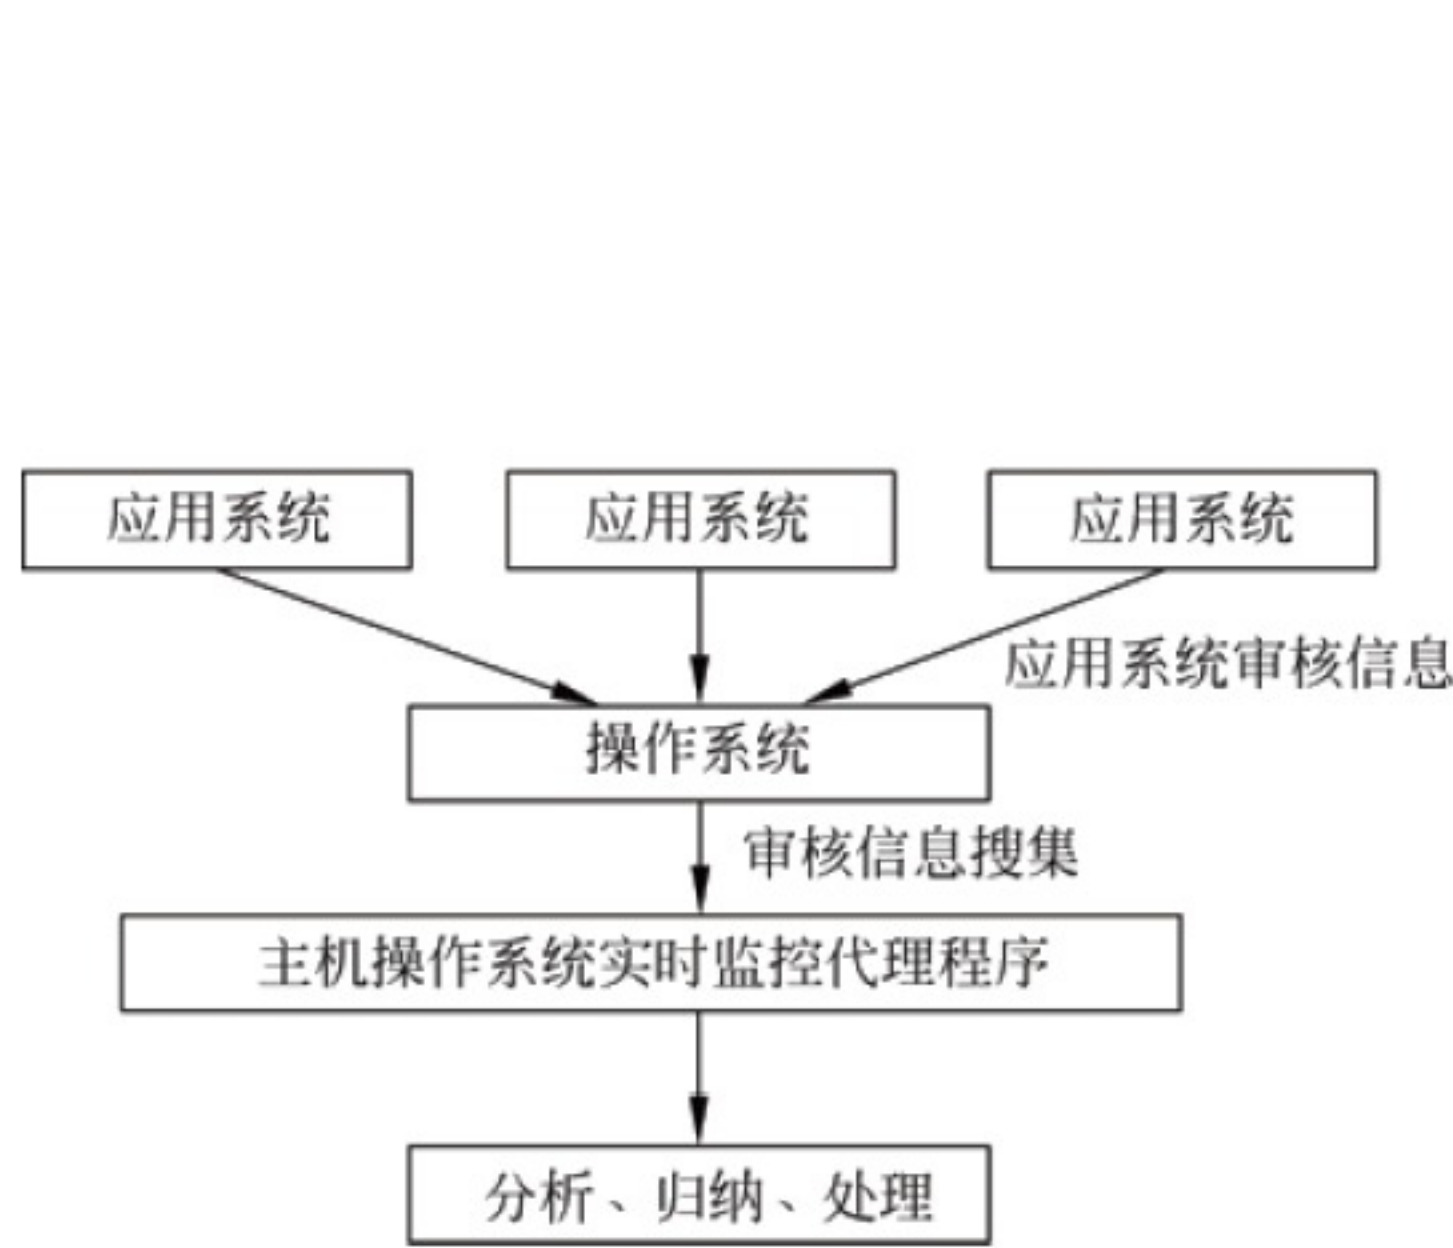 应用系统
应用系统
应用系统
应用系统审核信息
操作系统
审核信息搜集
主机操作系统实时监控代理程序
分析、归纳、处理